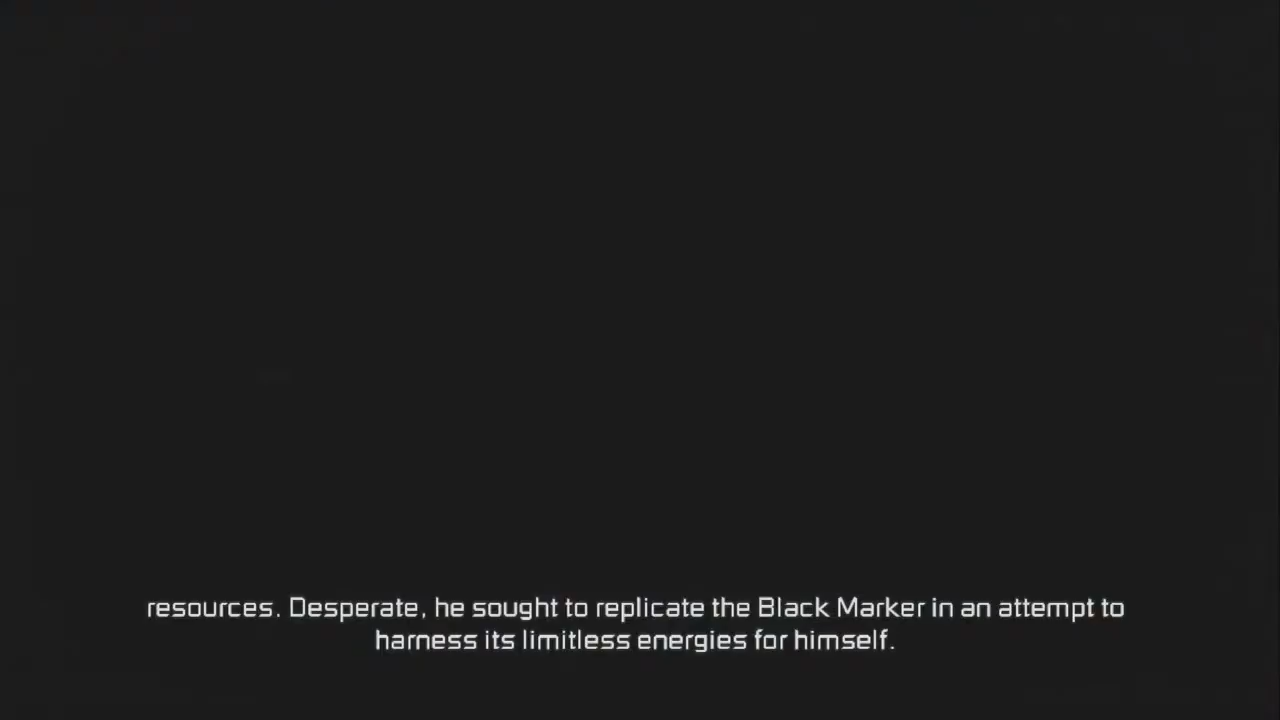 resources. Desperate, he sought to replicate the Black Marker in an attempt to
harness its limitless energies for himself.